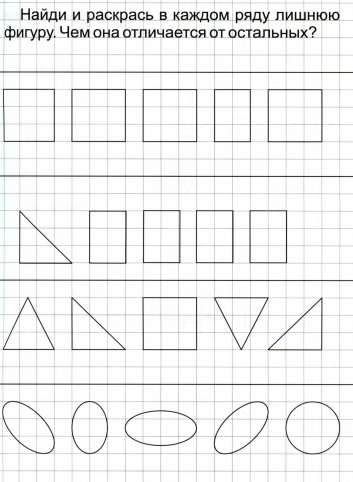 Найди и раскрась в каждом ряду лишнюю
фигуру. Чем она отличается от остальных?